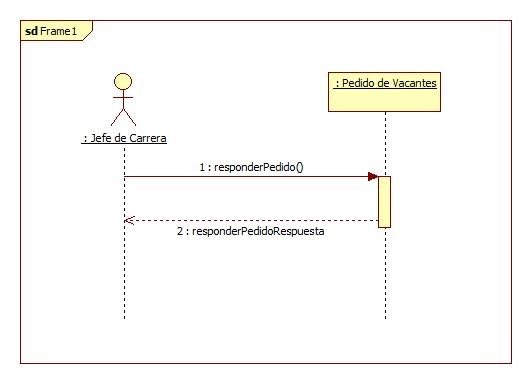 sd Frame1
: Pedido de Vacantes
: Jefe de Carrera
1 : responderPedido()
2 : responderPedidoRespuesta